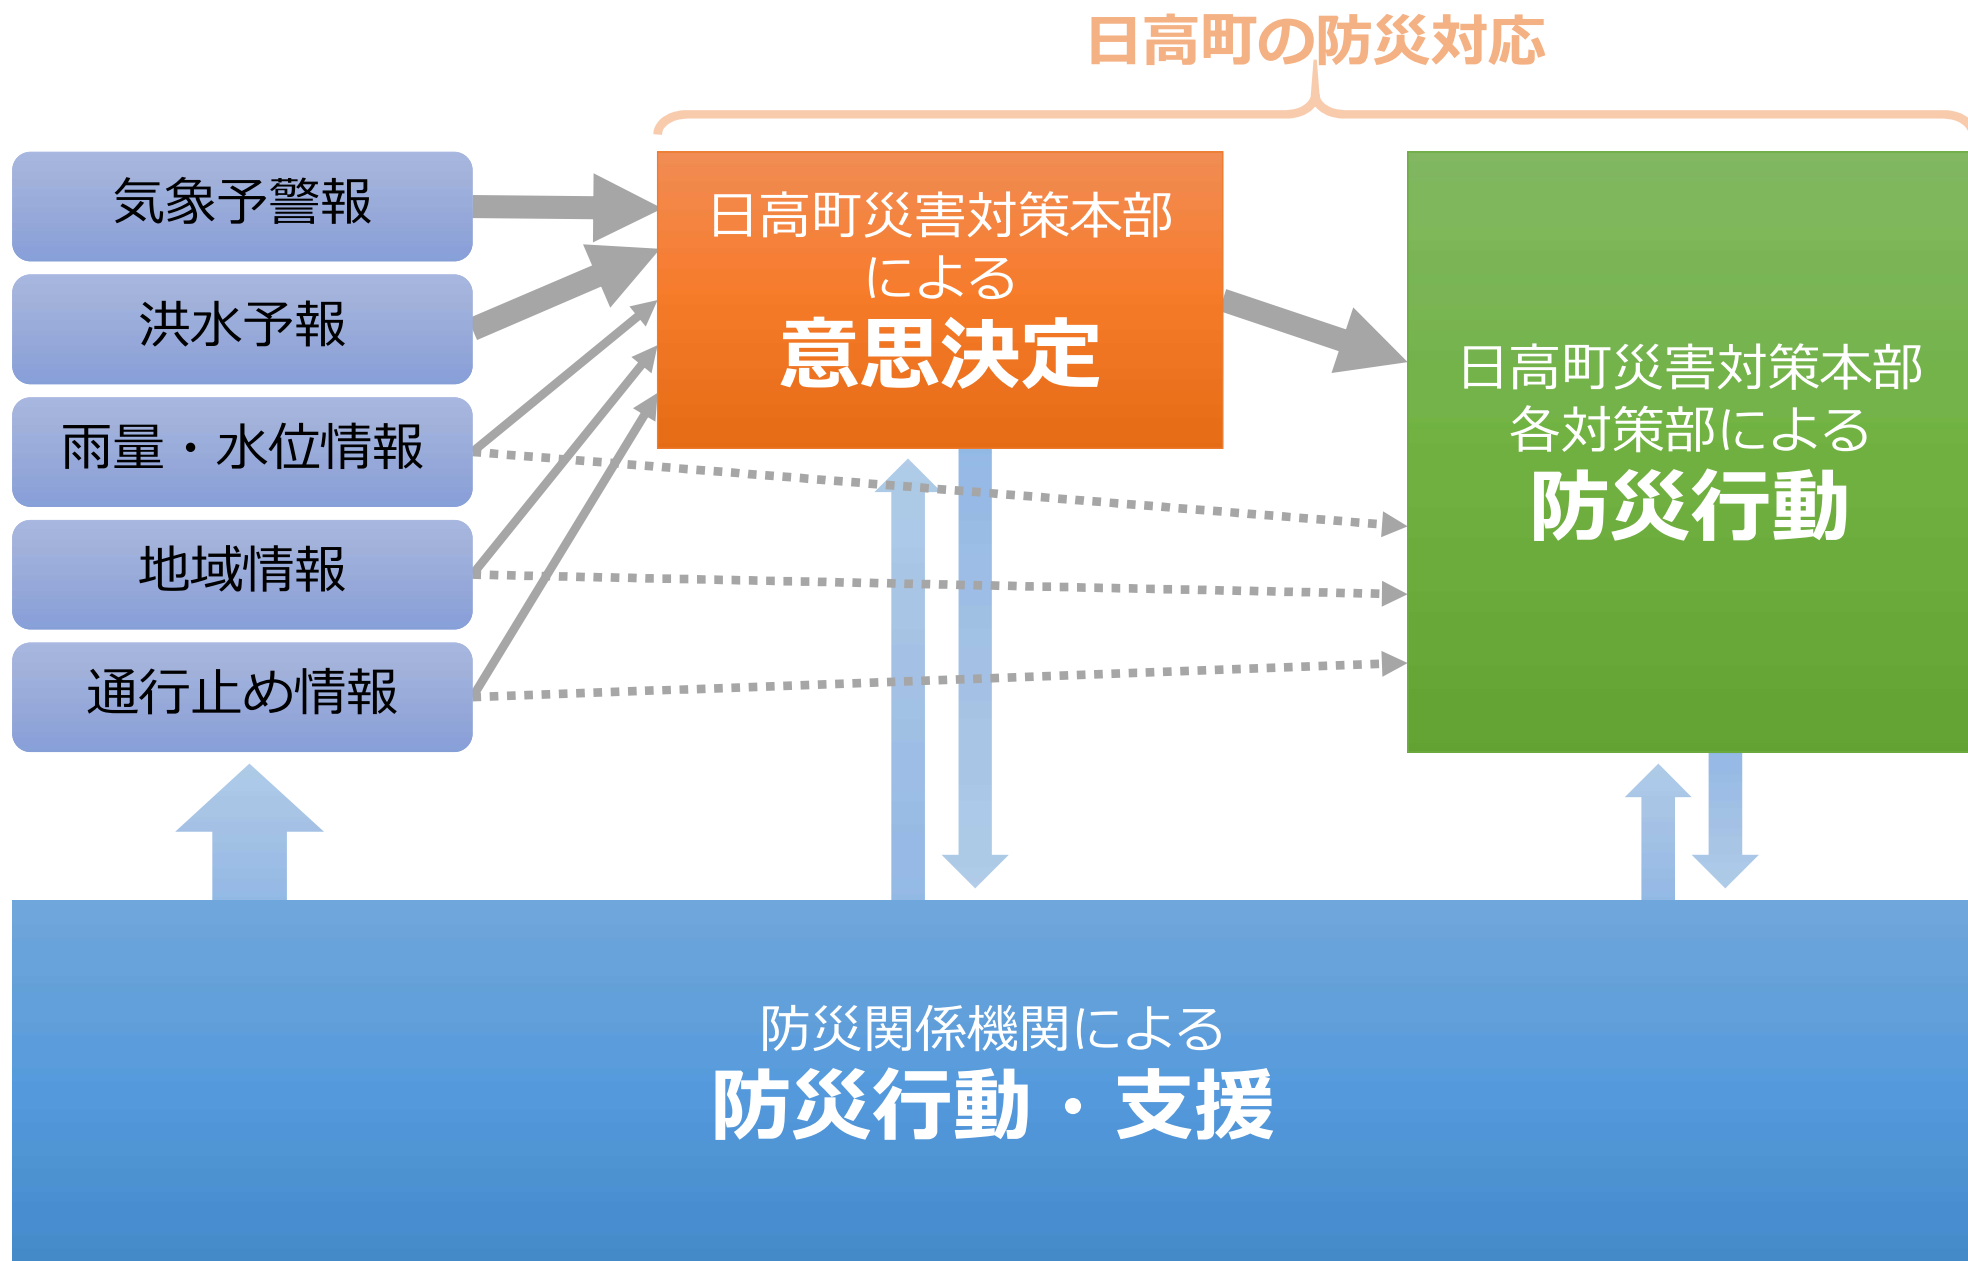 日高町の防災対応
気象予警報
洪水予報
雨量・水位情報
地域情報
通行止め情報
日高町災害対策本部
による
意思決定
日高町災害対策本部
各対策部による
防災行動
防災関係機関による
防災行動・支援